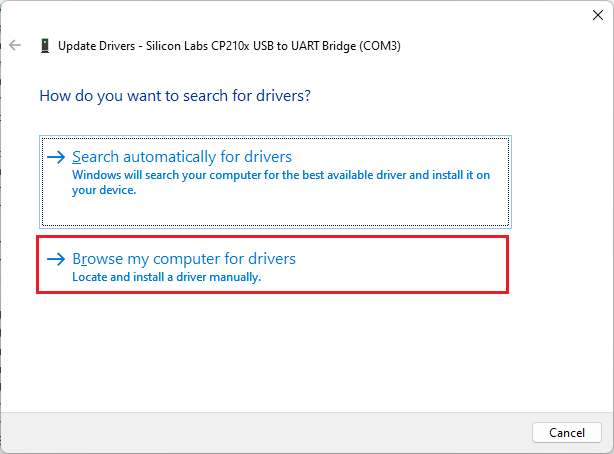 Update Drivers - Silicon Labs CP210x USB to UART Bridge (COM3)
How do you want to search for drivers?
Search automatically for drivers
Windows will search your computer for the best available driver and install it on
your device.
Browse my computer for drivers
Locate and install a driver manually.
Cancel